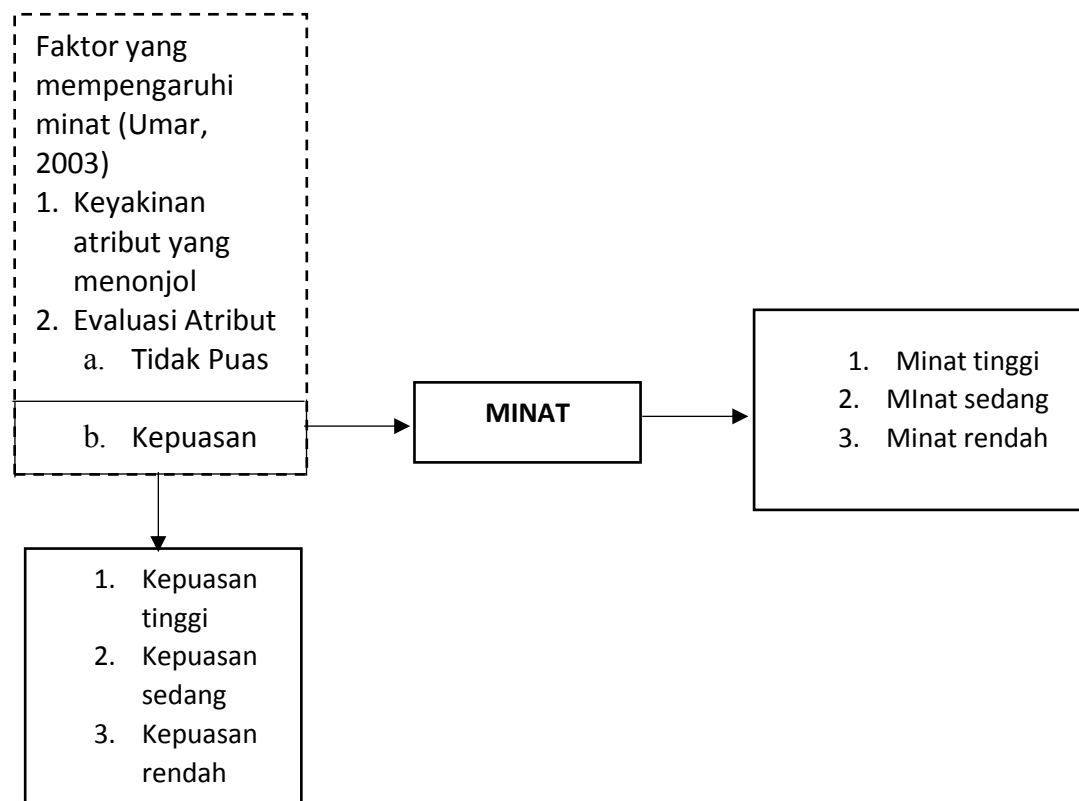 Faktor yang
mempengaruhi
minat (Umar,
2003)
1. Keyakinan
atribut yang
menonjol
2. Evaluasi Atribut
a. Tidak Puas
b. Kepuasan
MINAT
1. Minat tinggi
2. MInat sedang
3. Minat rendah
1. Kepuasan
tinggi
2. Kepuasan
sedang
3. Kepuasan
rendah